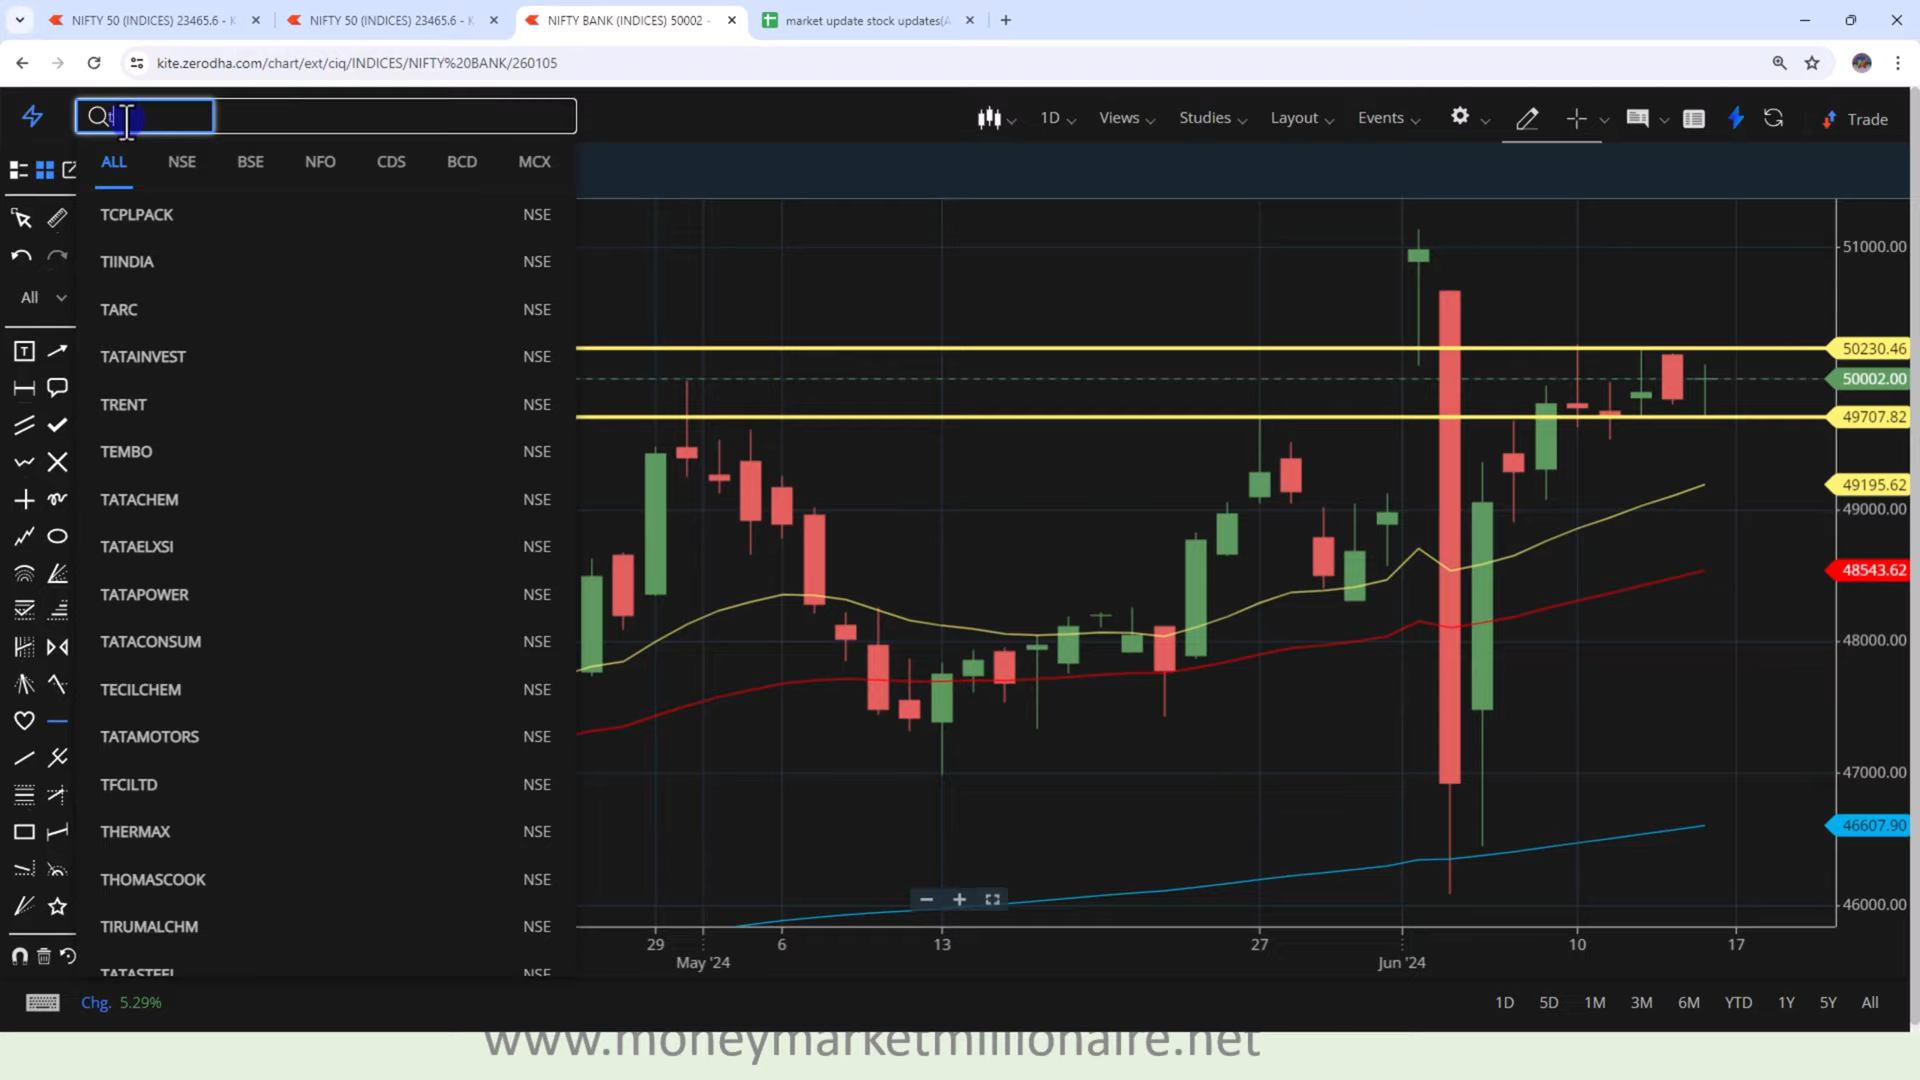 NIFTY 50 (INDICES) 23465.6 - K
NIFTY 50 (INDICES) 23465.6 - K
NIFTY BANK (INDICES) 50002 -
market update stock updates(A
kite.zerodha.com/chart/ext/ciq/INDICES/NIFTY%20BANK/260105
t
1D
Views
Studies
Layout
Events
Trade
ALL NSE BSE NFO CDS BCD MCX
All
TCPLPACK NSE
TIINDIA NSE
TARC NSE
TATAINVEST NSE
TRENT NSE
TEMBO NSE
TATACHEM NSE
TATAELXSI NSE
TATAPOWER NSE
TATACONSUM NSE
TECILCHEM NSE
TATAMOTORS NSE
TFCILTD NSE
THERMAX NSE
THOMASCOOK NSE
TIRUMALCHM NSE
TATASTEEL NSE
T
51000.00
50230.46
50002.00
49707.82
49195.62
49000.00
48543.62
48000.00
47000.00
46607.90
46000.00
29 6 13 27 10 17
May '24 Jun '24
Chg. 5.29%
1D 5D 1M 3M 6M YTD 1Y 5Y All
www.moneymarketmillionaire.net